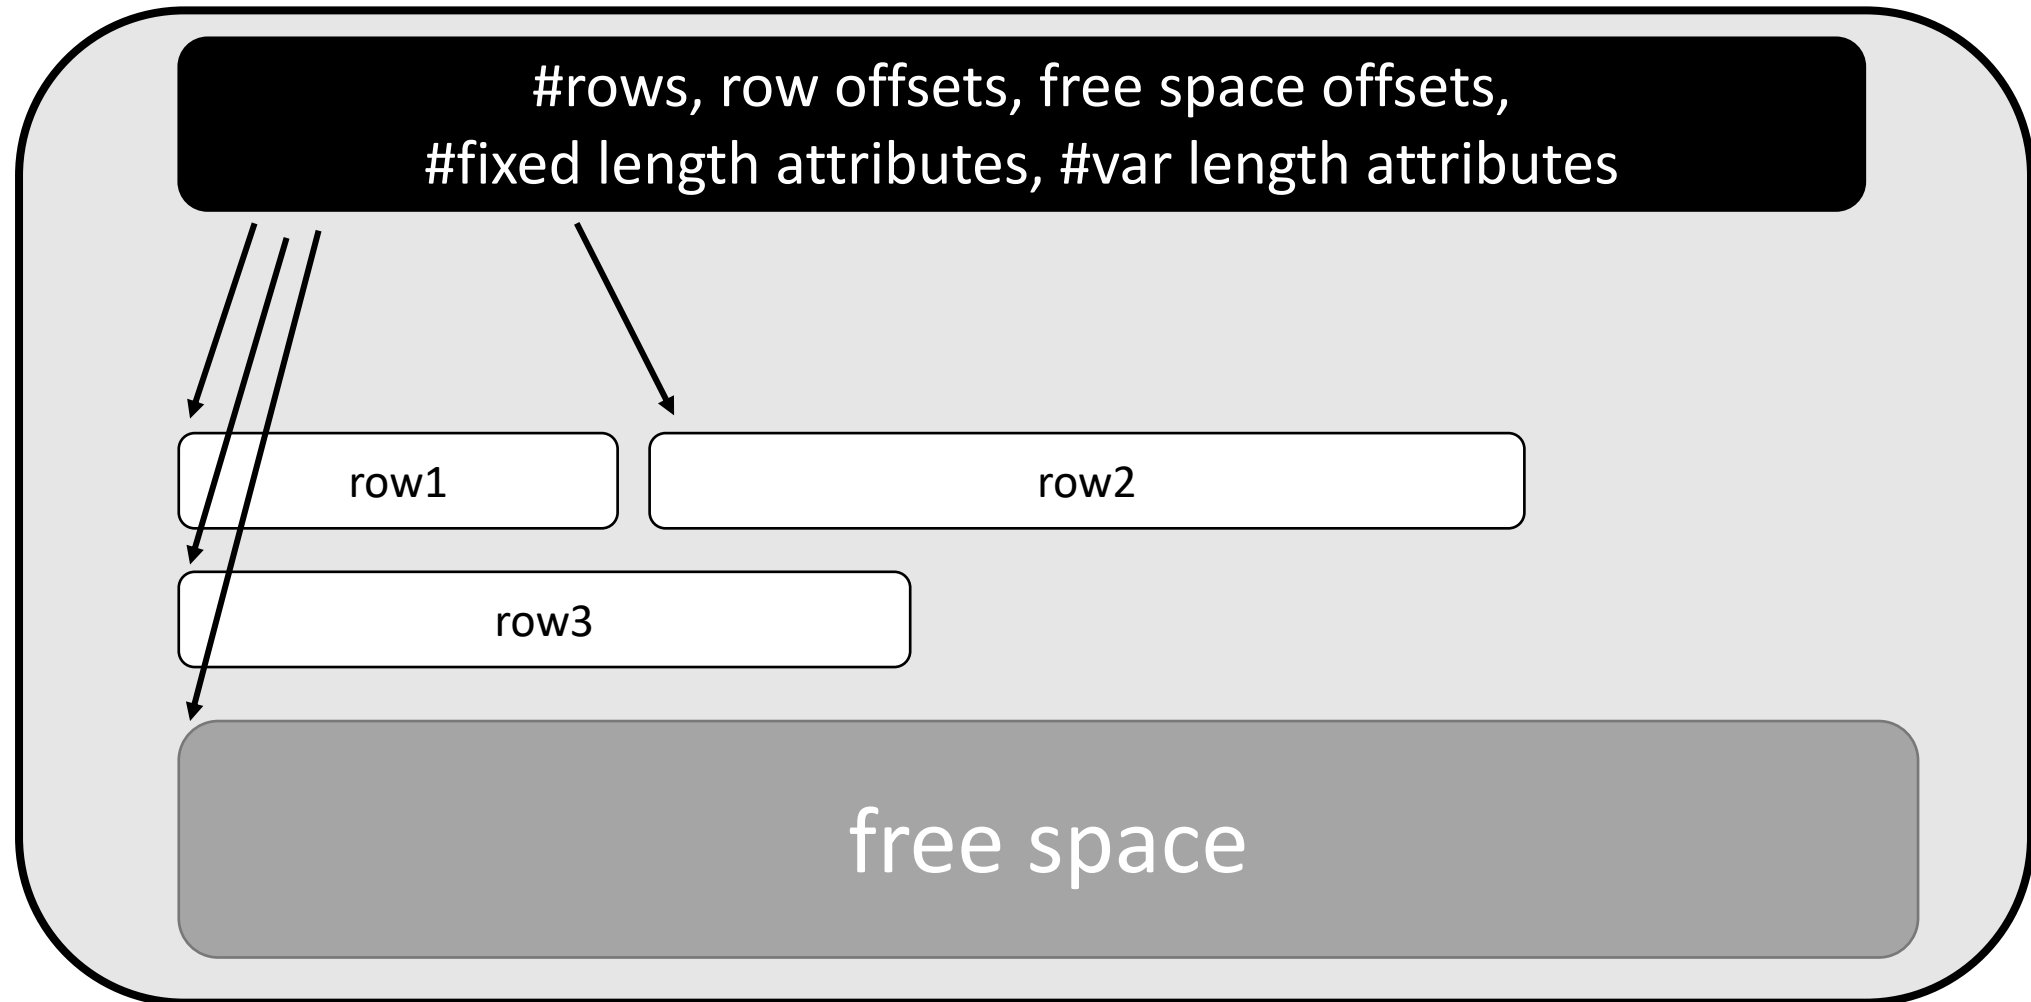 #rows, row offsets, free space offsets,
#fixed length attributes, #var length attributes
row1
row2
row3
free space